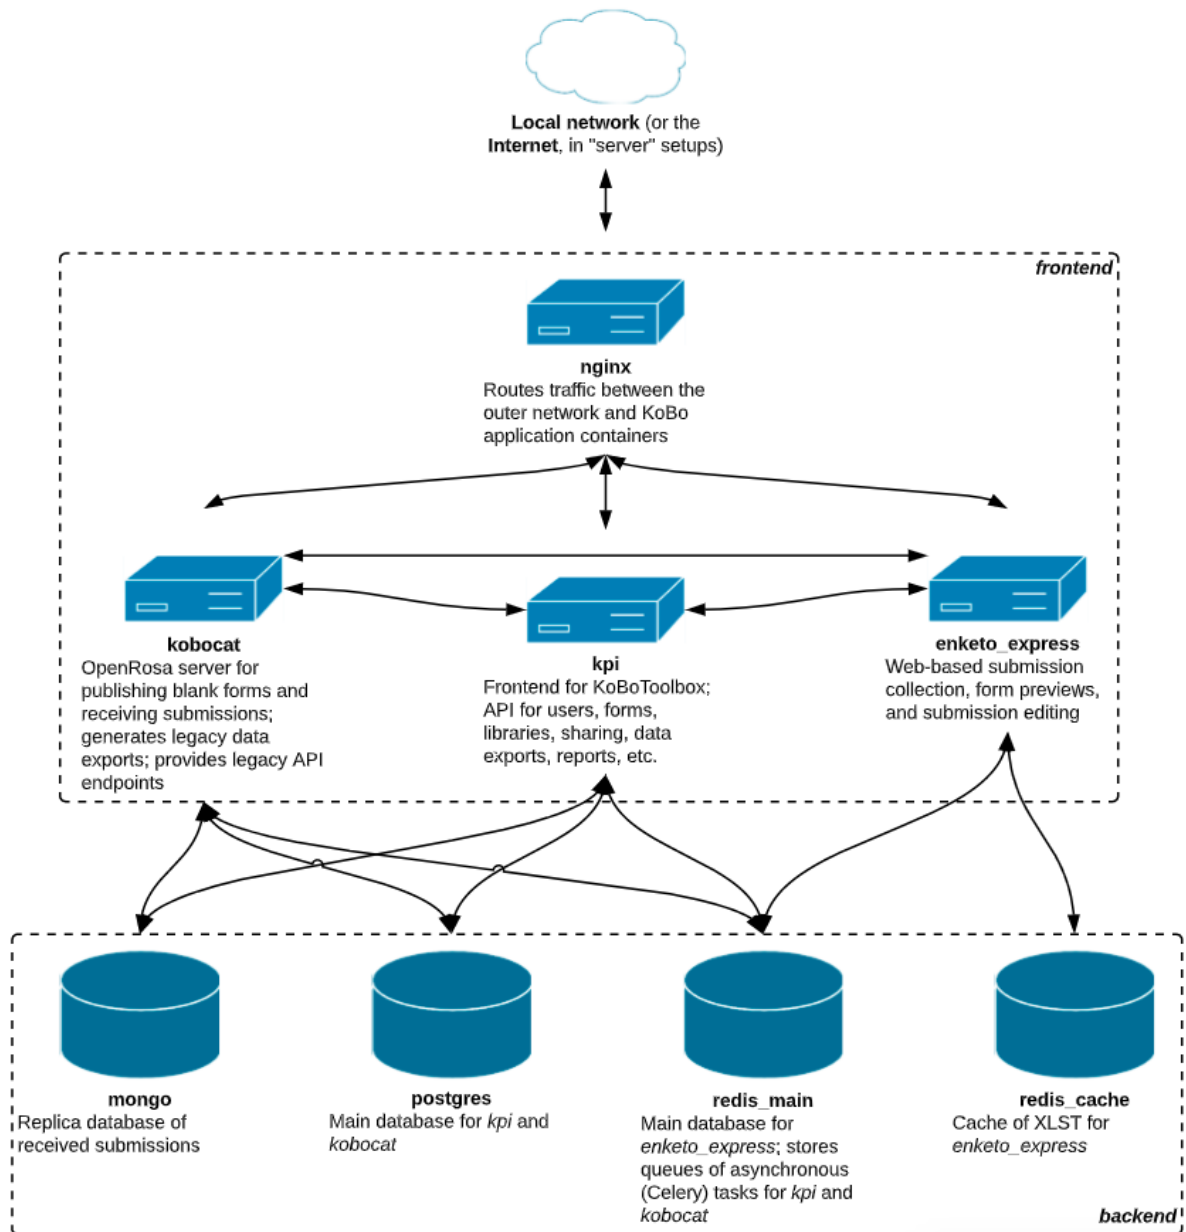 Local network (or the
Internet, in "server" setups)
frontend
nginx
Routes traffic between the
outer network and KoBo
application containers
kobocat
OpenRosa server for
publishing blank forms and
receiving submissions;
generates legacy data
exports; provides legacy API
endpoints
kpi
Frontend for KoBoToolbox;
API for users, forms,
libraries, sharing, data
exports, reports, etc.
enketo_express
Web-based submission
collection, form previews,
and submission editing
mongo
Replica database of
received submissions
postgres
Main database for kpi and
kobocat
redis_main
Main database for
enketo_express; stores
queues of asynchronous
(Celery) tasks for kpi and
kobocat
redis_cache
Cache of XLST for
enketo_express
backend